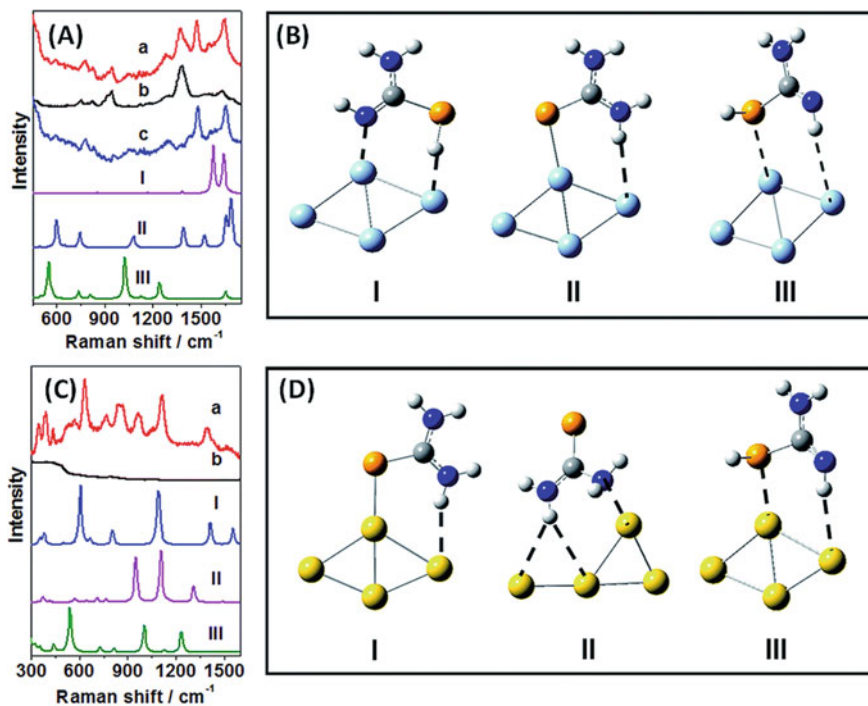 (A)
a
b
c
I
II
III
Intensity
600 900 1200 1500
Raman shift / cm-1
(B)
I II III
(C)
a
b
I
II
III
Intensity
300 600 900 1200 1500
Raman shift / cm-1
(D)
I II III